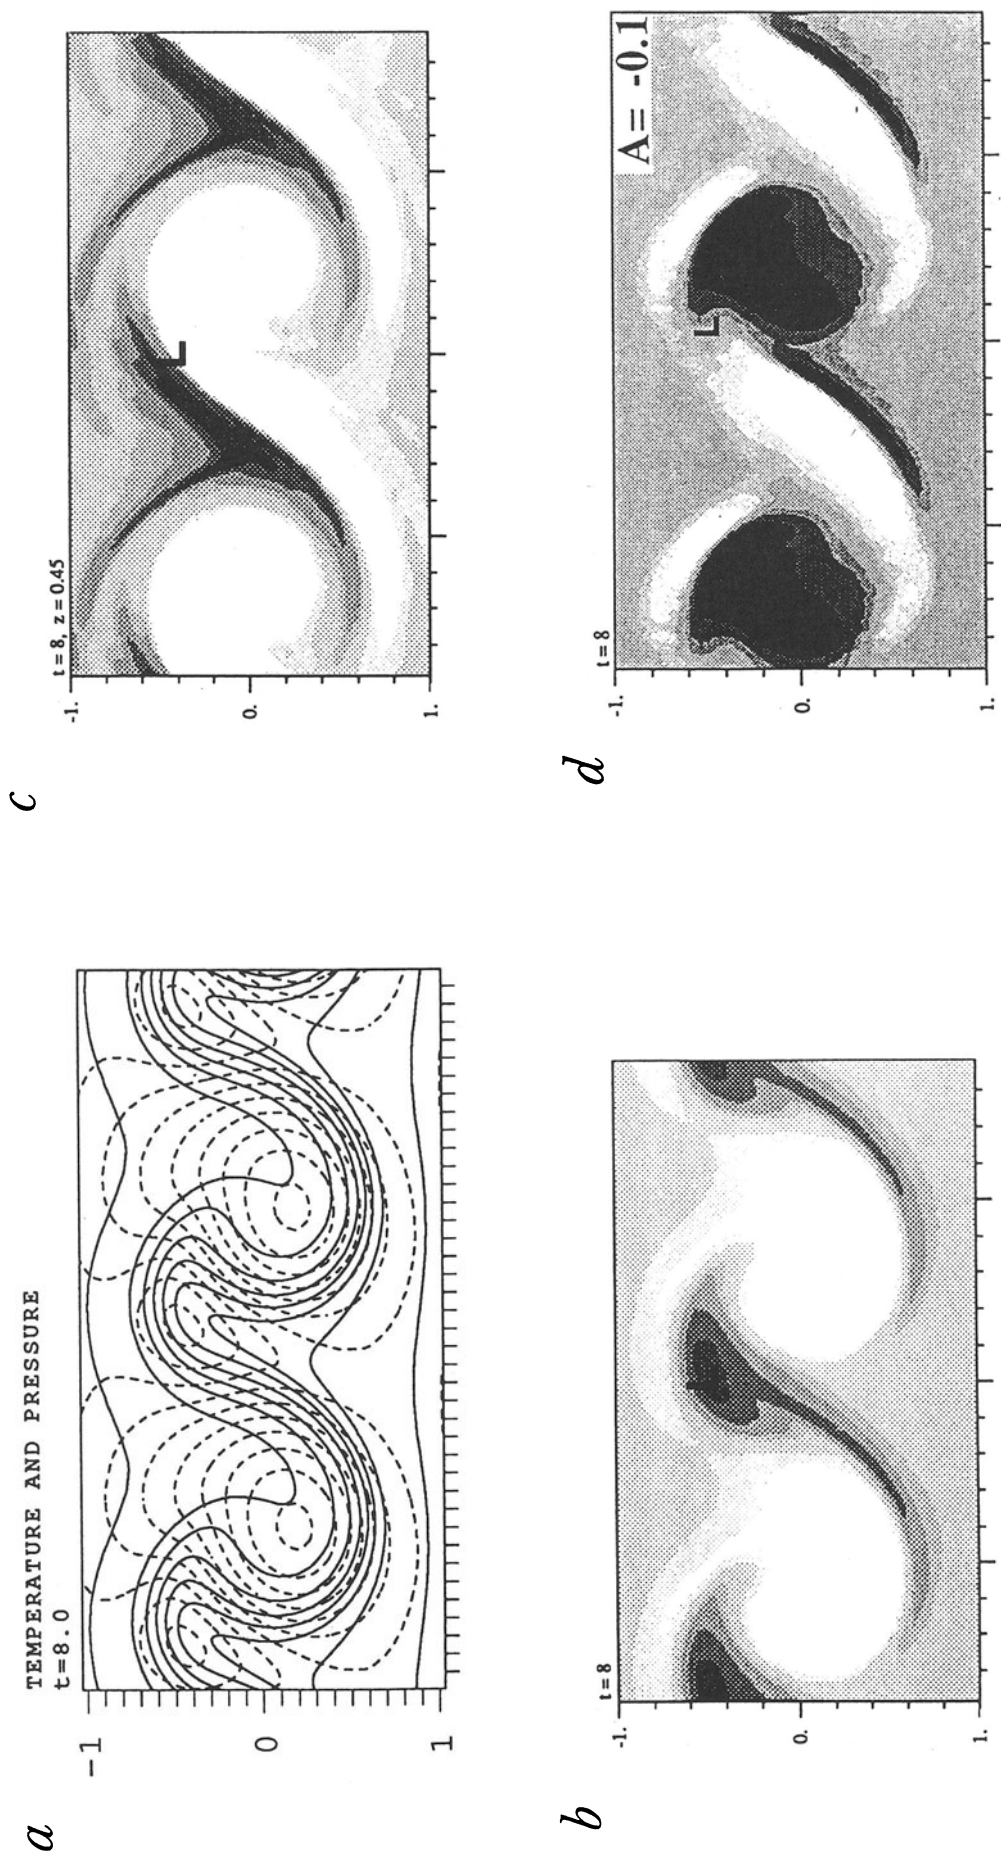 a
TEMPERATURE AND PRESSURE
t=8.0
-1
0
1
c
t = 8, z = 0.45
-1.
L
0.
1.
b
t = 8
-1.
0.
1.
d
t = 8
A= -0.1
-1.
L
0.
1.